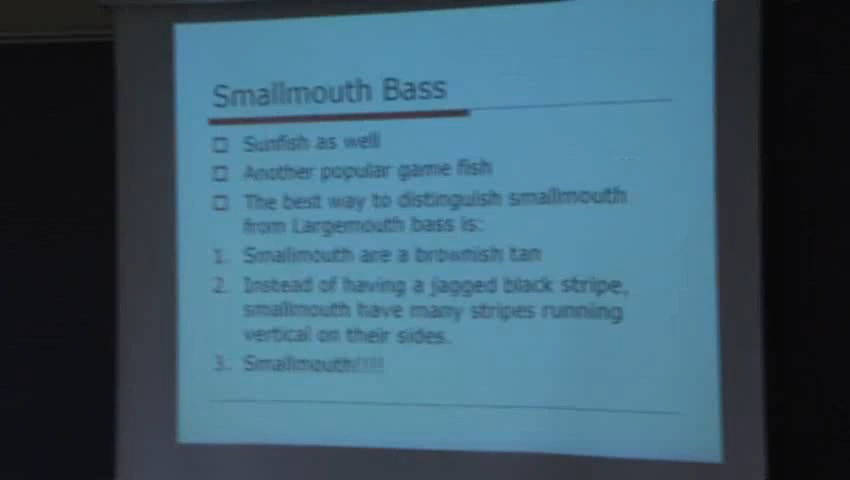 Smallmouth Bass
Sunfish as well
Another popular game fish
The best way to distinguish smallmouth
from Largemouth bass is:
1. Smallmouth are a brownish tan
2. Instead of having a jagged black stripe,
smallmouth have many stripes running
vertical on their sides.
3. Smallmouth!!!!